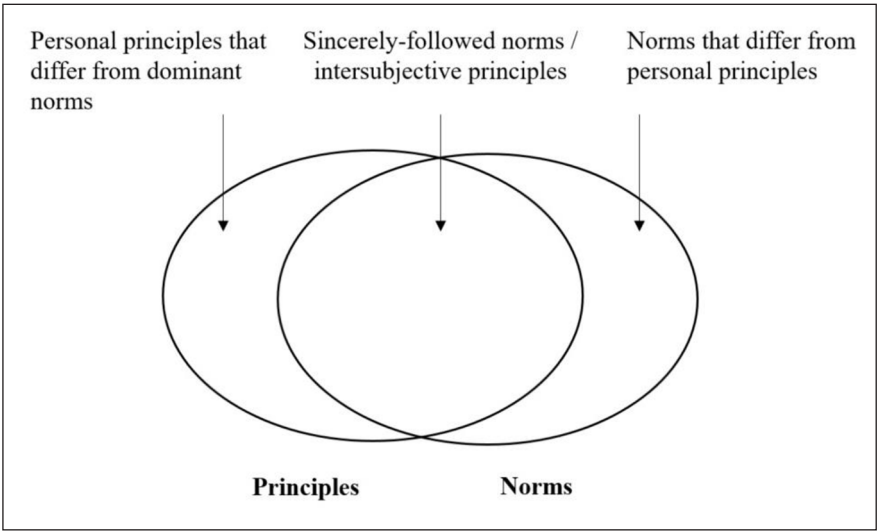 Personal principles that
differ from dominant
norms
Sincerely-followed norms /
intersubjective principles
Norms that differ from
personal principles
Principles
Norms